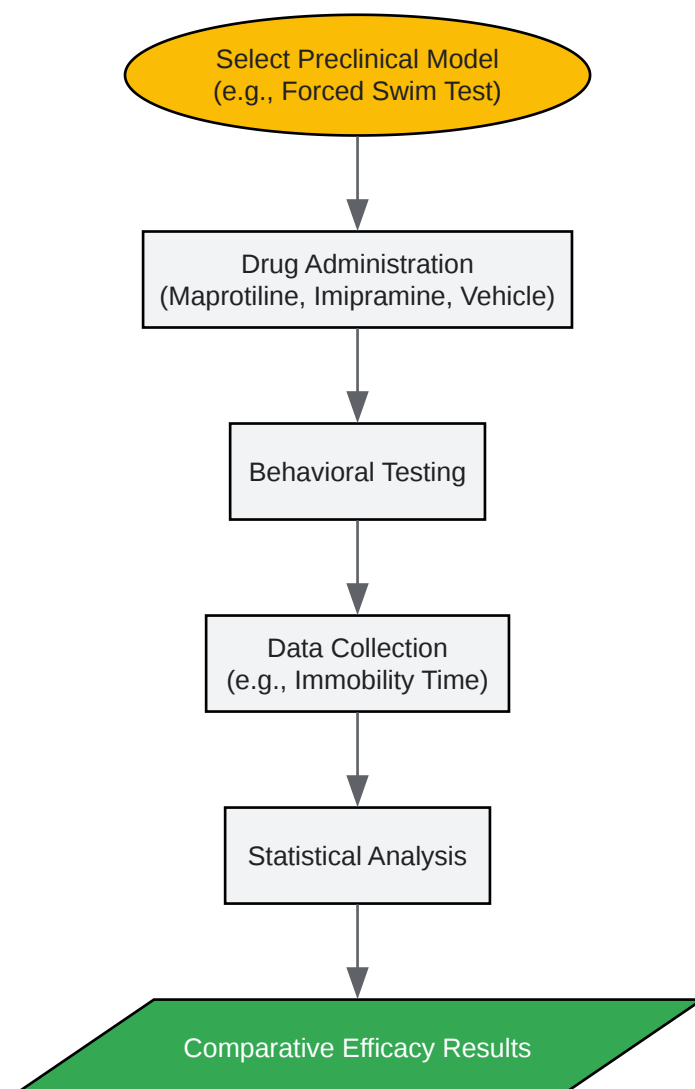 Select Preclinical Model
(e.g., Forced Swim Test)
Drug Administration
(Maprotiline, Imipramine, Vehicle)
Behavioral Testing
Data Collection
(e.g., Immobility Time)
Statistical Analysis
Comparative Efficacy Results